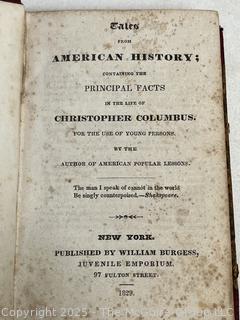 Tales
FROM
AMERICAN HISTORY;
CONTAINING THE
PRINCIPAL FACTS
IN THE LIFE OF
CHRISTOPHER COLUMBUS.
FOR THE USE OF YOUNG PERSONS.
BY THE
AUTHOR OF AMERICAN POPULAR LESSONS.
The man I speak of cannot in the world
Be singly counterpoised.—Shakspeare.
NEW YORK.
PUBLISHED BY WILLIAM BURGESS,
JUVENILE EMPORIUM.
97 FULTON STREET.
1829.